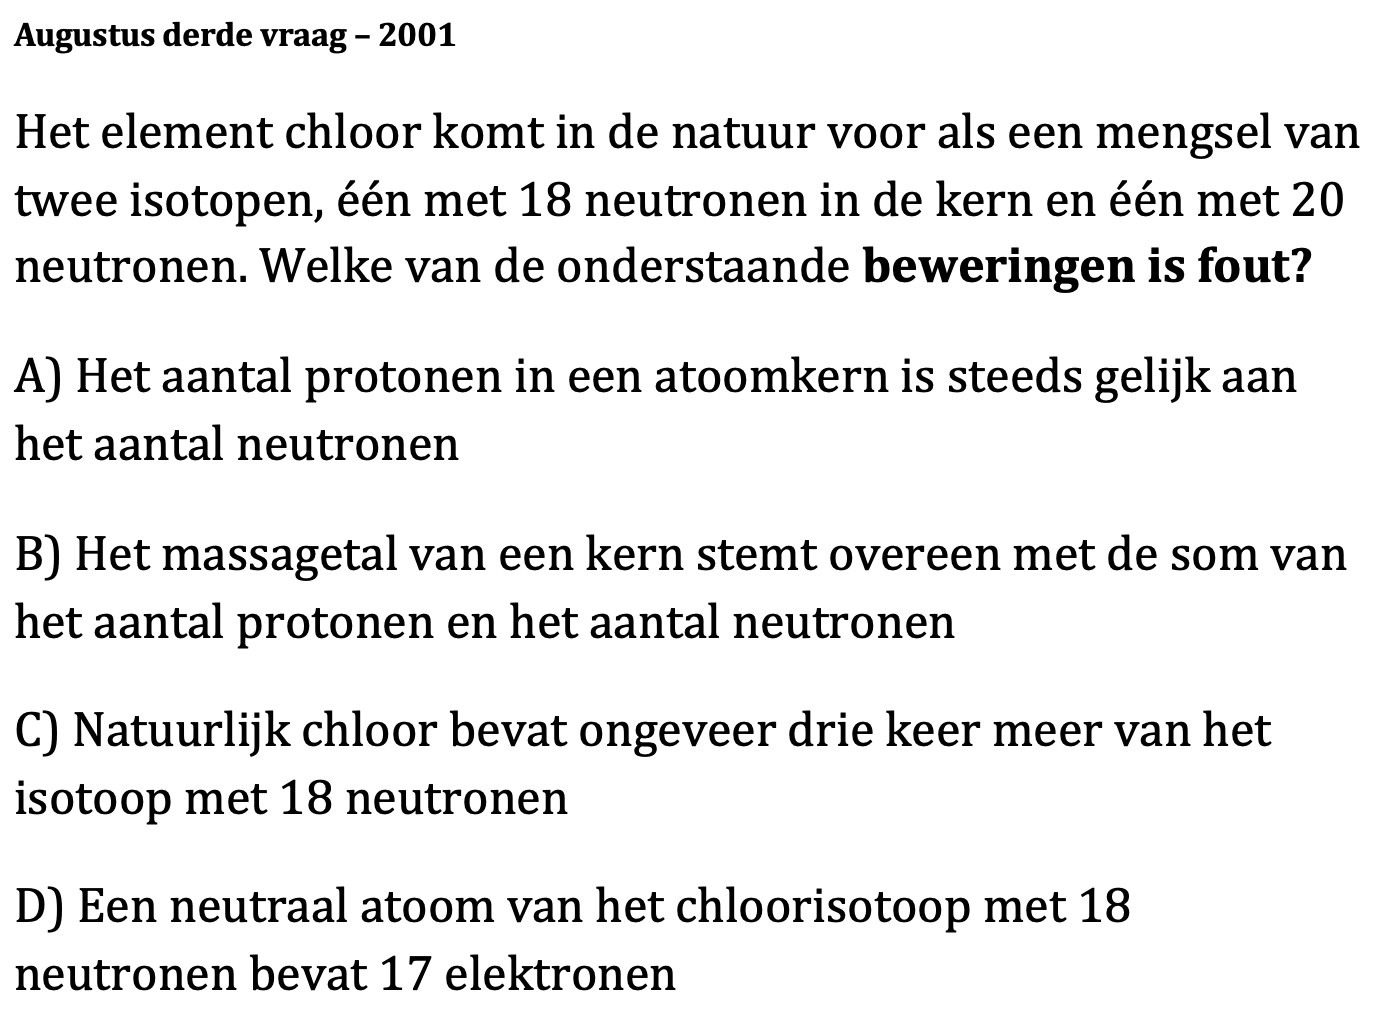 Augustus derde vraag – 2001
Het element chloor komt in de natuur voor als een mengsel van
twee isotopen, één met 18 neutronen in de kern en één met 20
neutronen. Welke van de onderstaande beweringen is fout?
A) Het aantal protonen in een atoomkern is steeds gelijk aan
het aantal neutronen
B) Het massagetal van een kern stemt overeen met de som van
het aantal protonen en het aantal neutronen
C) Natuurlijk chloor bevat ongeveer drie keer meer van het
isotoop met 18 neutronen
D) Een neutraal atoom van het chloorisotoop met 18
neutronen bevat 17 elektronen